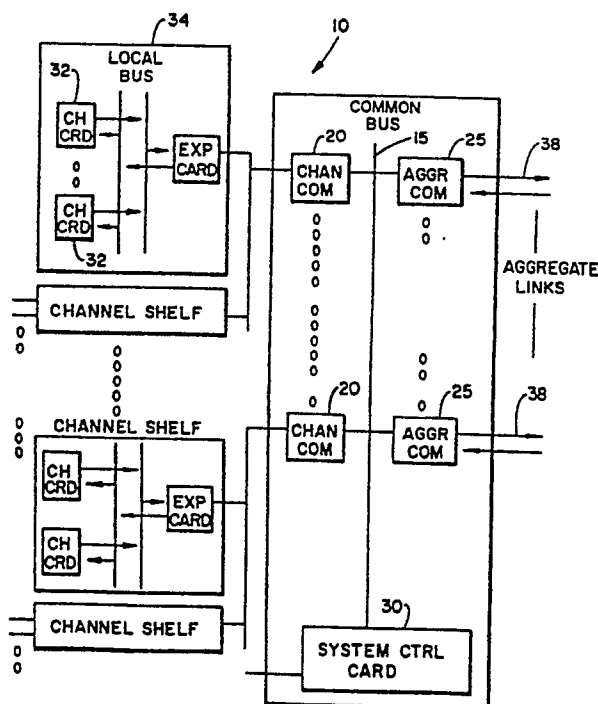 34
10
LOCAL
BUS
32
CH
CRD
EXP
CARD
CH
CRD
32
CHANNEL SHELF
COMMON
BUS
20
15
25
38
CHAN
COM
AGGR
COM
AGGREGATE
LINKS
20
25
38
CHAN
COM
AGGR
COM
CHANNEL SHELF
CH
CRD
EXP
CARD
CH
CRD
CHANNEL SHELF
30
SYSTEM CTRL
CARD